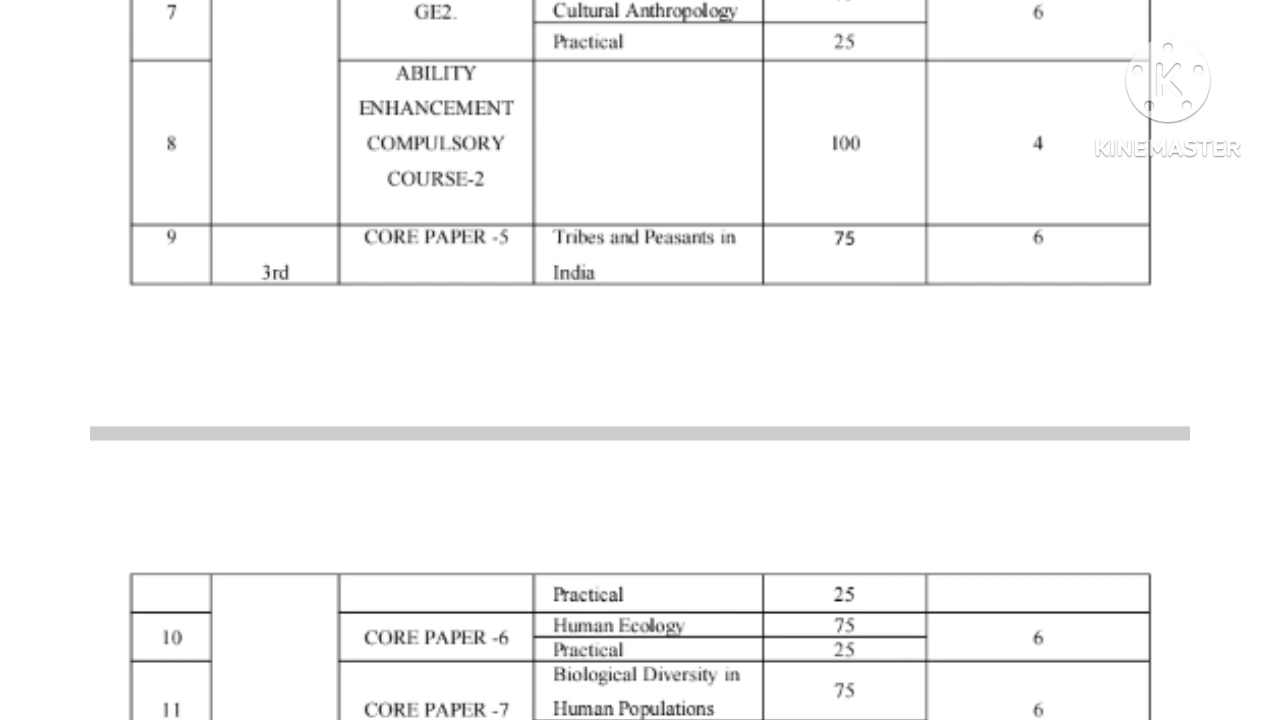 7 GE2. Cultural Anthropology 6
Practical 25
ABILITY
ENHANCEMENT
8 COMPULSORY 100 4
COURSE-2
9 CORE PAPER -5 Tribes and Peasants in 75 6
3rd India
K
KINEMASTER
Practical 25
10 CORE PAPER -6 Human Ecology 75 6
Practical 25
Biological Diversity in
75
11 CORE PAPER -7 Human Populations 6